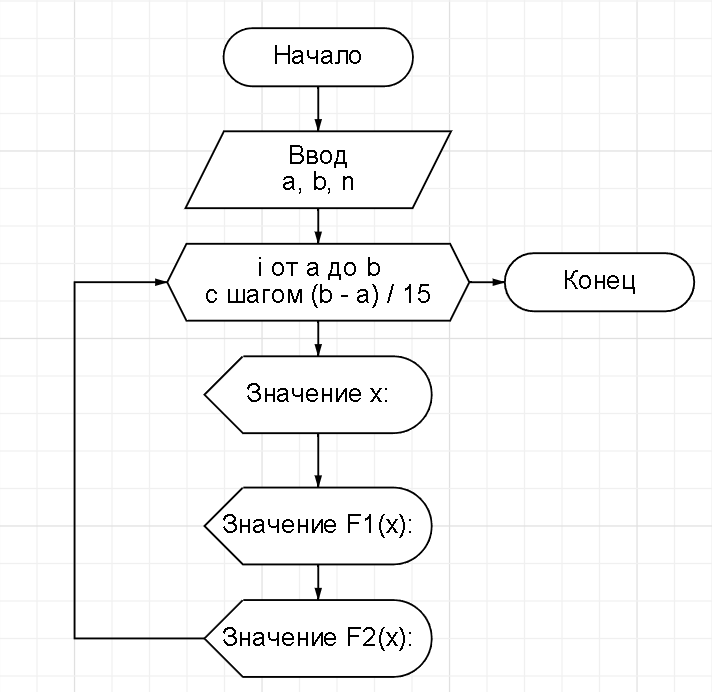 Начало
Ввод
a, b, n
i от a до b
с шагом (b - a) / 15
Конец
Значение x:
Значение F1(x):
Значение F2(x):